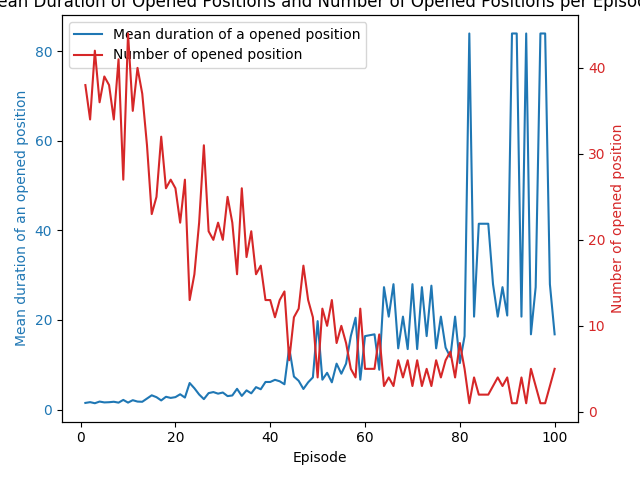 ean Duration of Opened Positions and Number of Opened Positions per Episo
Mean duration of a opened position
Number of opened position
80
60
40
20
0
Mean duration of an opened position
40
30
20
10
0
Number of opened position
0
20
40
60
80
100
Episode